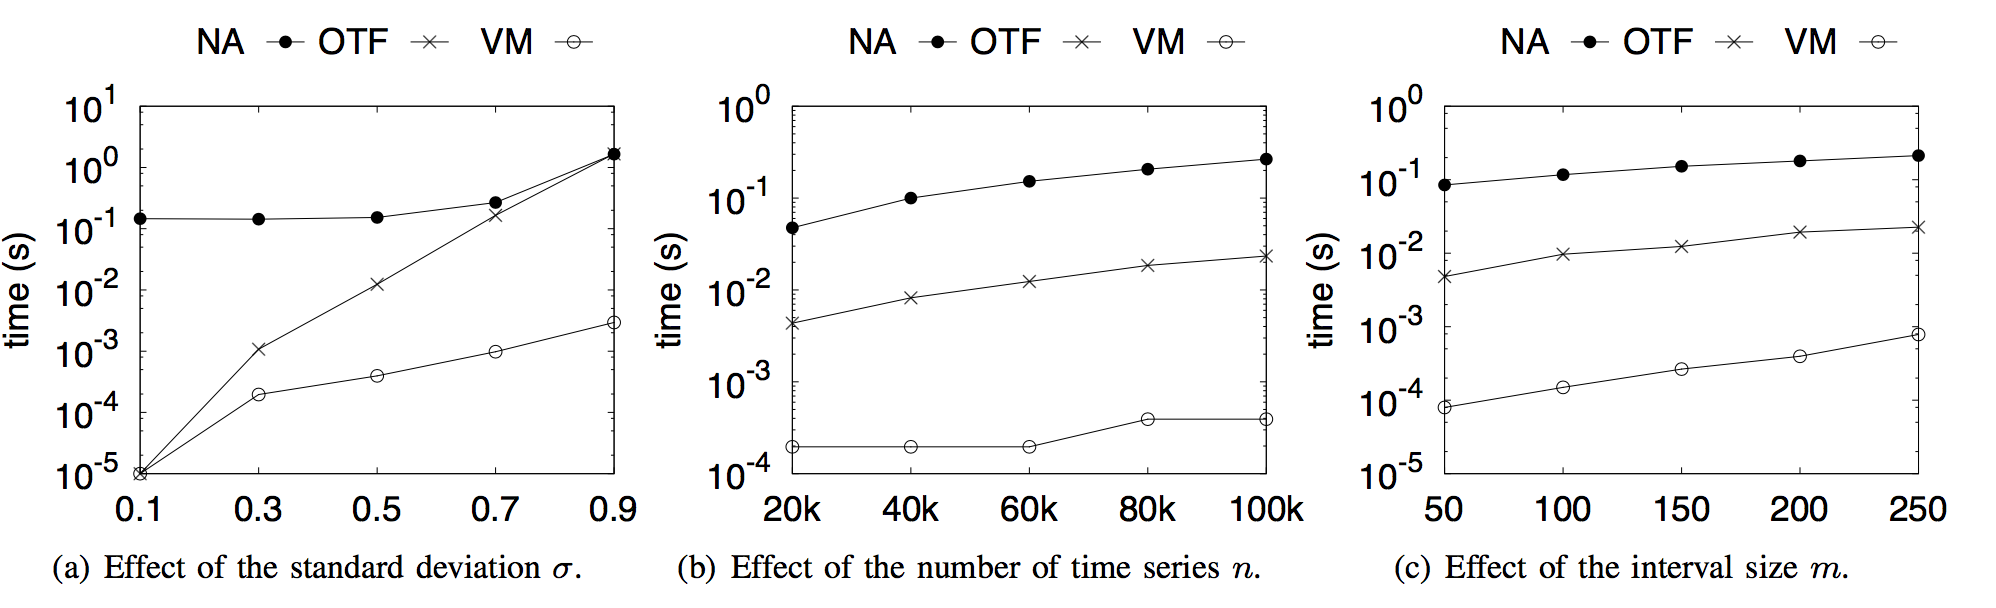 NA OTF VM
10^1
10^0
10^-1
10^-2
10^-3
10^-4
10^-5
time (s)
0.1 0.3 0.5 0.7 0.9
(a) Effect of the standard deviation σ.
NA OTF VM
10^0
10^-1
10^-2
10^-3
10^-4
time (s)
20k 40k 60k 80k 100k
(b) Effect of the number of time series n.
NA OTF VM
10^0
10^-1
10^-2
10^-3
10^-4
10^-5
time (s)
50 100 150 200 250
(c) Effect of the interval size m.